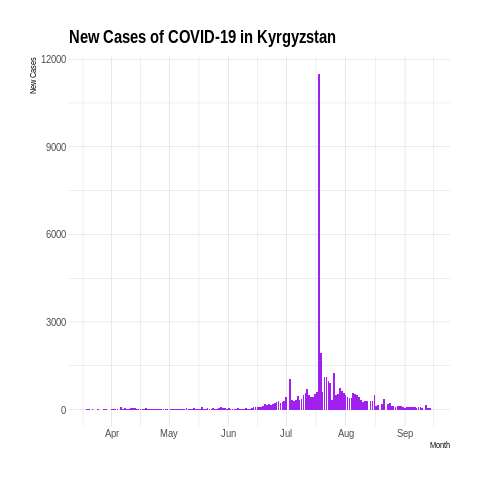 New Cases of COVID-19 in Kyrgyzstan
New Cases
12000
9000
6000
3000
0
Apr May Jun Jul Aug Sep
Month